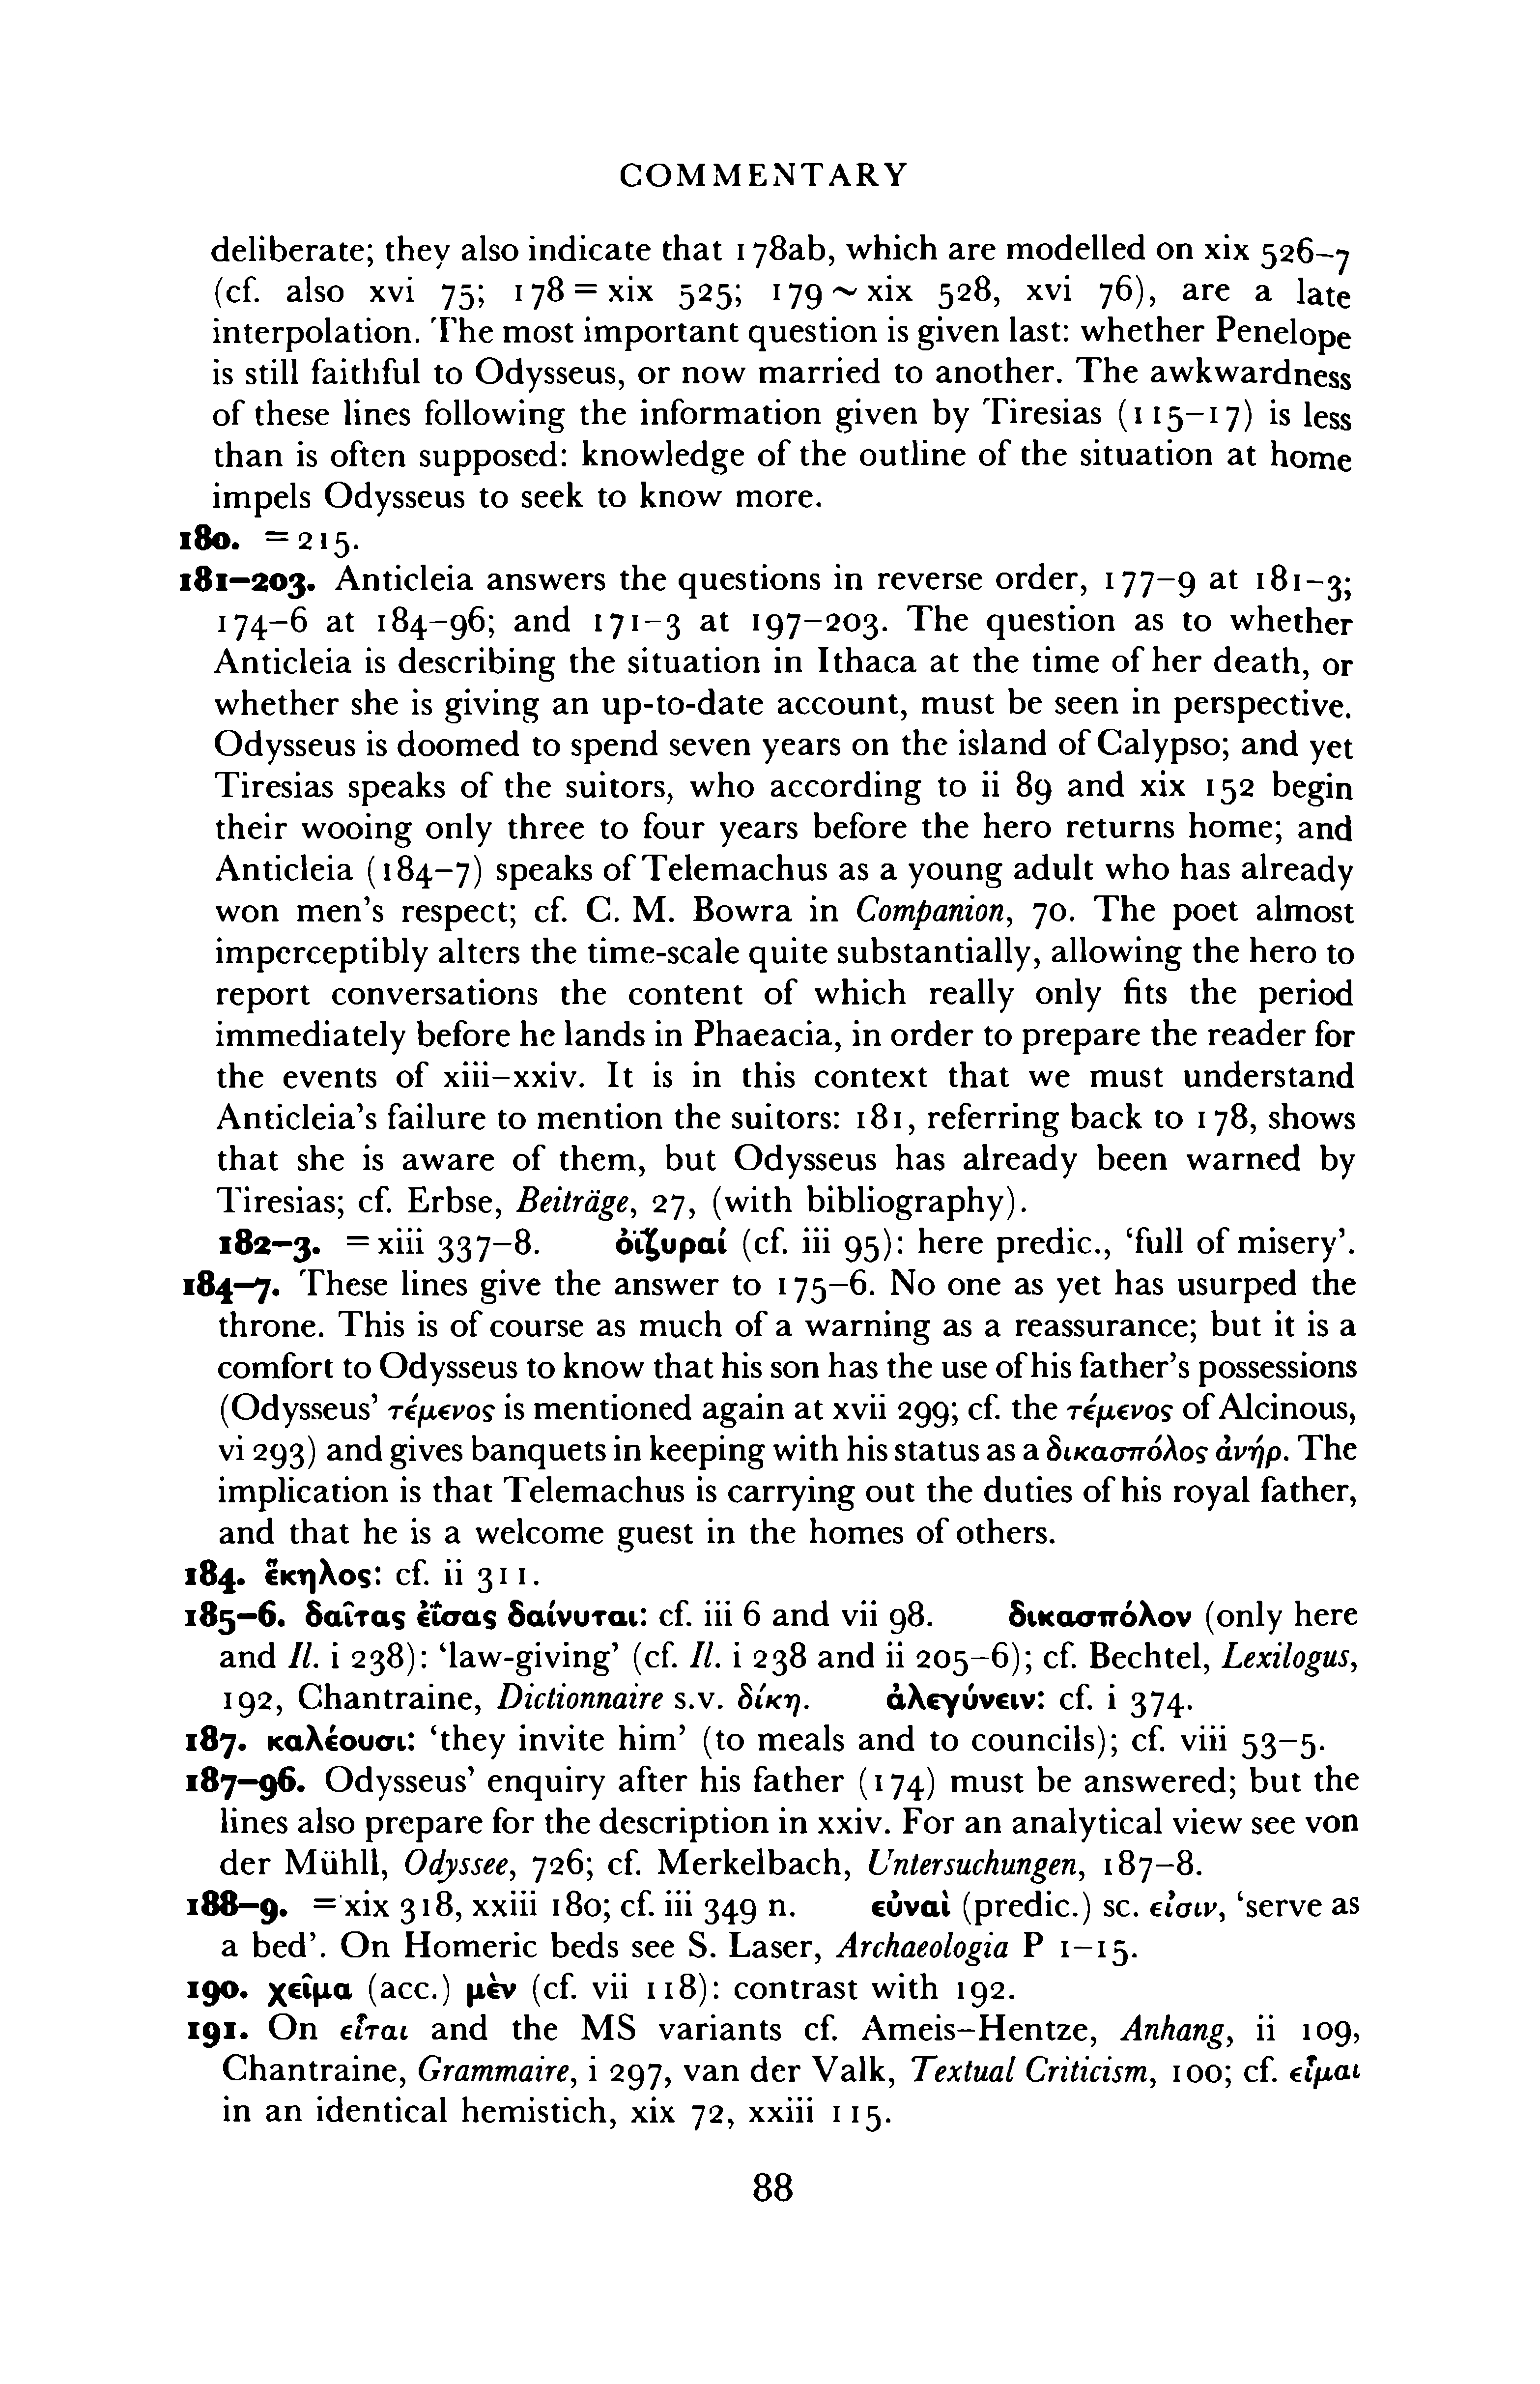 COMMENTARY
deliberate; they also indicate that 178ab, which are modelled on xix 526–7
(cf. also xvi 75; 178 = xix 525; 179 ~ xix 528, xvi 76), are a late
interpolation. The most important question is given last: whether Penelope
is still faithful to Odysseus, or now married to another. The awkwardness
of these lines following the information given by Tiresias (115–17) is less
than is often supposed: knowledge of the outline of the situation at home
impels Odysseus to seek to know more.
180. = 215.
181–203. Anticleia answers the questions in reverse order, 177–9 at 181–3;
174–6 at 184–96; and 171–3 at 197–203. The question as to whether
Anticleia is describing the situation in Ithaca at the time of her death, or
whether she is giving an up-to-date account, must be seen in perspective.
Odysseus is doomed to spend seven years on the island of Calypso; and yet
Tiresias speaks of the suitors, who according to ii 89 and xix 152 begin
their wooing only three to four years before the hero returns home; and
Anticleia (184–7) speaks of Telemachus as a young adult who has already
won men's respect; cf. C. M. Bowra in Companion, 70. The poet almost
imperceptibly alters the time-scale quite substantially, allowing the hero to
report conversations the content of which really only fits the period
immediately before he lands in Phaeacia, in order to prepare the reader for
the events of xiii–xxiv. It is in this context that we must understand
Anticleia's failure to mention the suitors: 181, referring back to 178, shows
that she is aware of them, but Odysseus has already been warned by
Tiresias; cf. Erbse, Beiträge, 27, (with bibliography).
182–3. = xiii 337–8. ὀϊζυραί (cf. iii 95): here predic., ‘full of misery’.
184–7. These lines give the answer to 175–6. No one as yet has usurped the
throne. This is of course as much of a warning as a reassurance; but it is a
comfort to Odysseus to know that his son has the use of his father's possessions
(Odysseus’ τέμενος is mentioned again at xvii 299; cf. the τέμενος of Alcinous,
vi 293) and gives banquets in keeping with his status as a δικασπόλος ἀνήρ. The
implication is that Telemachus is carrying out the duties of his royal father,
and that he is a welcome guest in the homes of others.
184. ἕκηλος: cf. ii 311.
185–6. δαῖτας ἐΐσας δαίνυται: cf. iii 6 and vii 98. δικασπόλον (only here
and Il. i 238): ‘law-giving’ (cf. Il. i 238 and ii 205–6); cf. Bechtel, Lexilogus,
192, Chantraine, Dictionnaire s.v. δίκη. ἀλεγύνειν: cf. i 374.
187. καλέουσι: ‘they invite him’ (to meals and to councils); cf. viii 53–5.
187–96. Odysseus’ enquiry after his father (174) must be answered; but the
lines also prepare for the description in xxiv. For an analytical view see von
der Mühll, Odyssee, 726; cf. Merkelbach, Untersuchungen, 187–8.
188–9. = xix 318, xxiii 180; cf. iii 349 n. εὐναὶ (predic.) sc. εἰσιν, ‘serve as
a bed’. On Homeric beds see S. Laser, Archaeologia P 1–15.
190. χεῖμα (acc.) μὲν (cf. vii 118): contrast with 192.
191. On εἷται and the MS variants cf. Ameis–Hentze, Anhang, ii 109,
Chantraine, Grammaire, i 297, van der Valk, Textual Criticism, 100; cf. εἷμαι
in an identical hemistich, xix 72, xxiii 115.
88